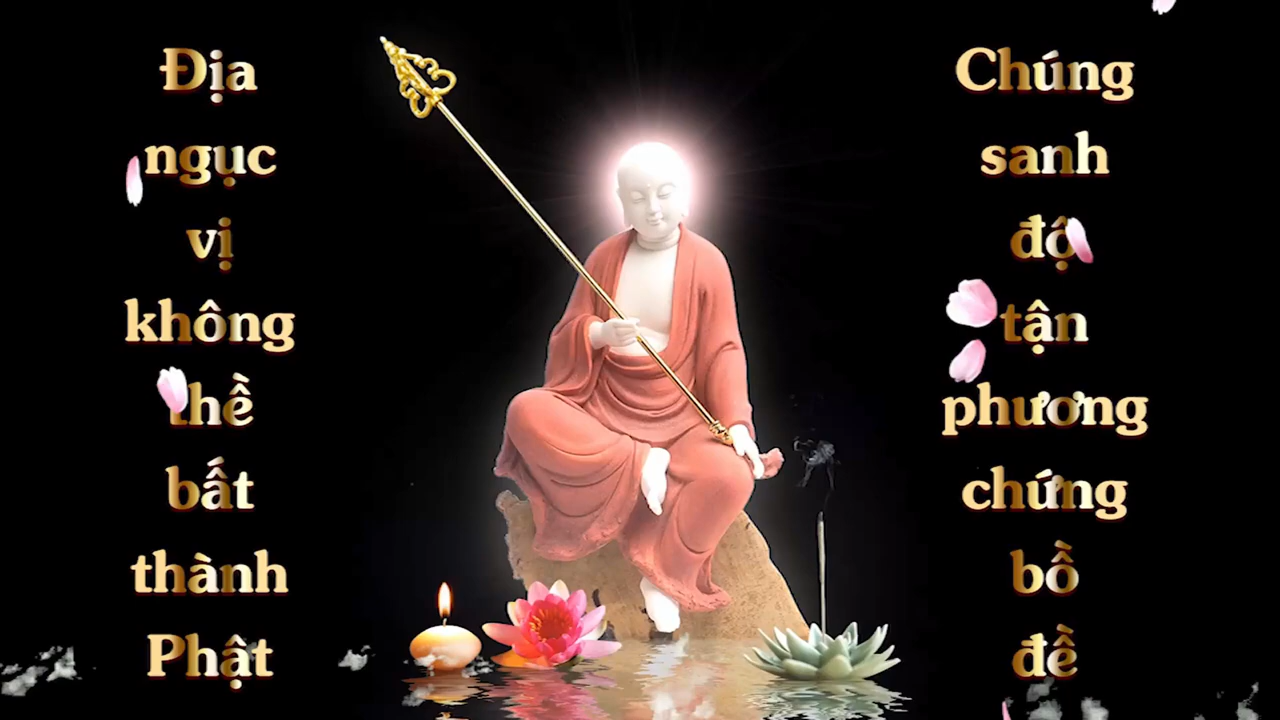 Địa
ngục
vị
không
thề
bất
thành
Phật
Chúng
sanh
độ
tận
phương
chứng
bồ
đề